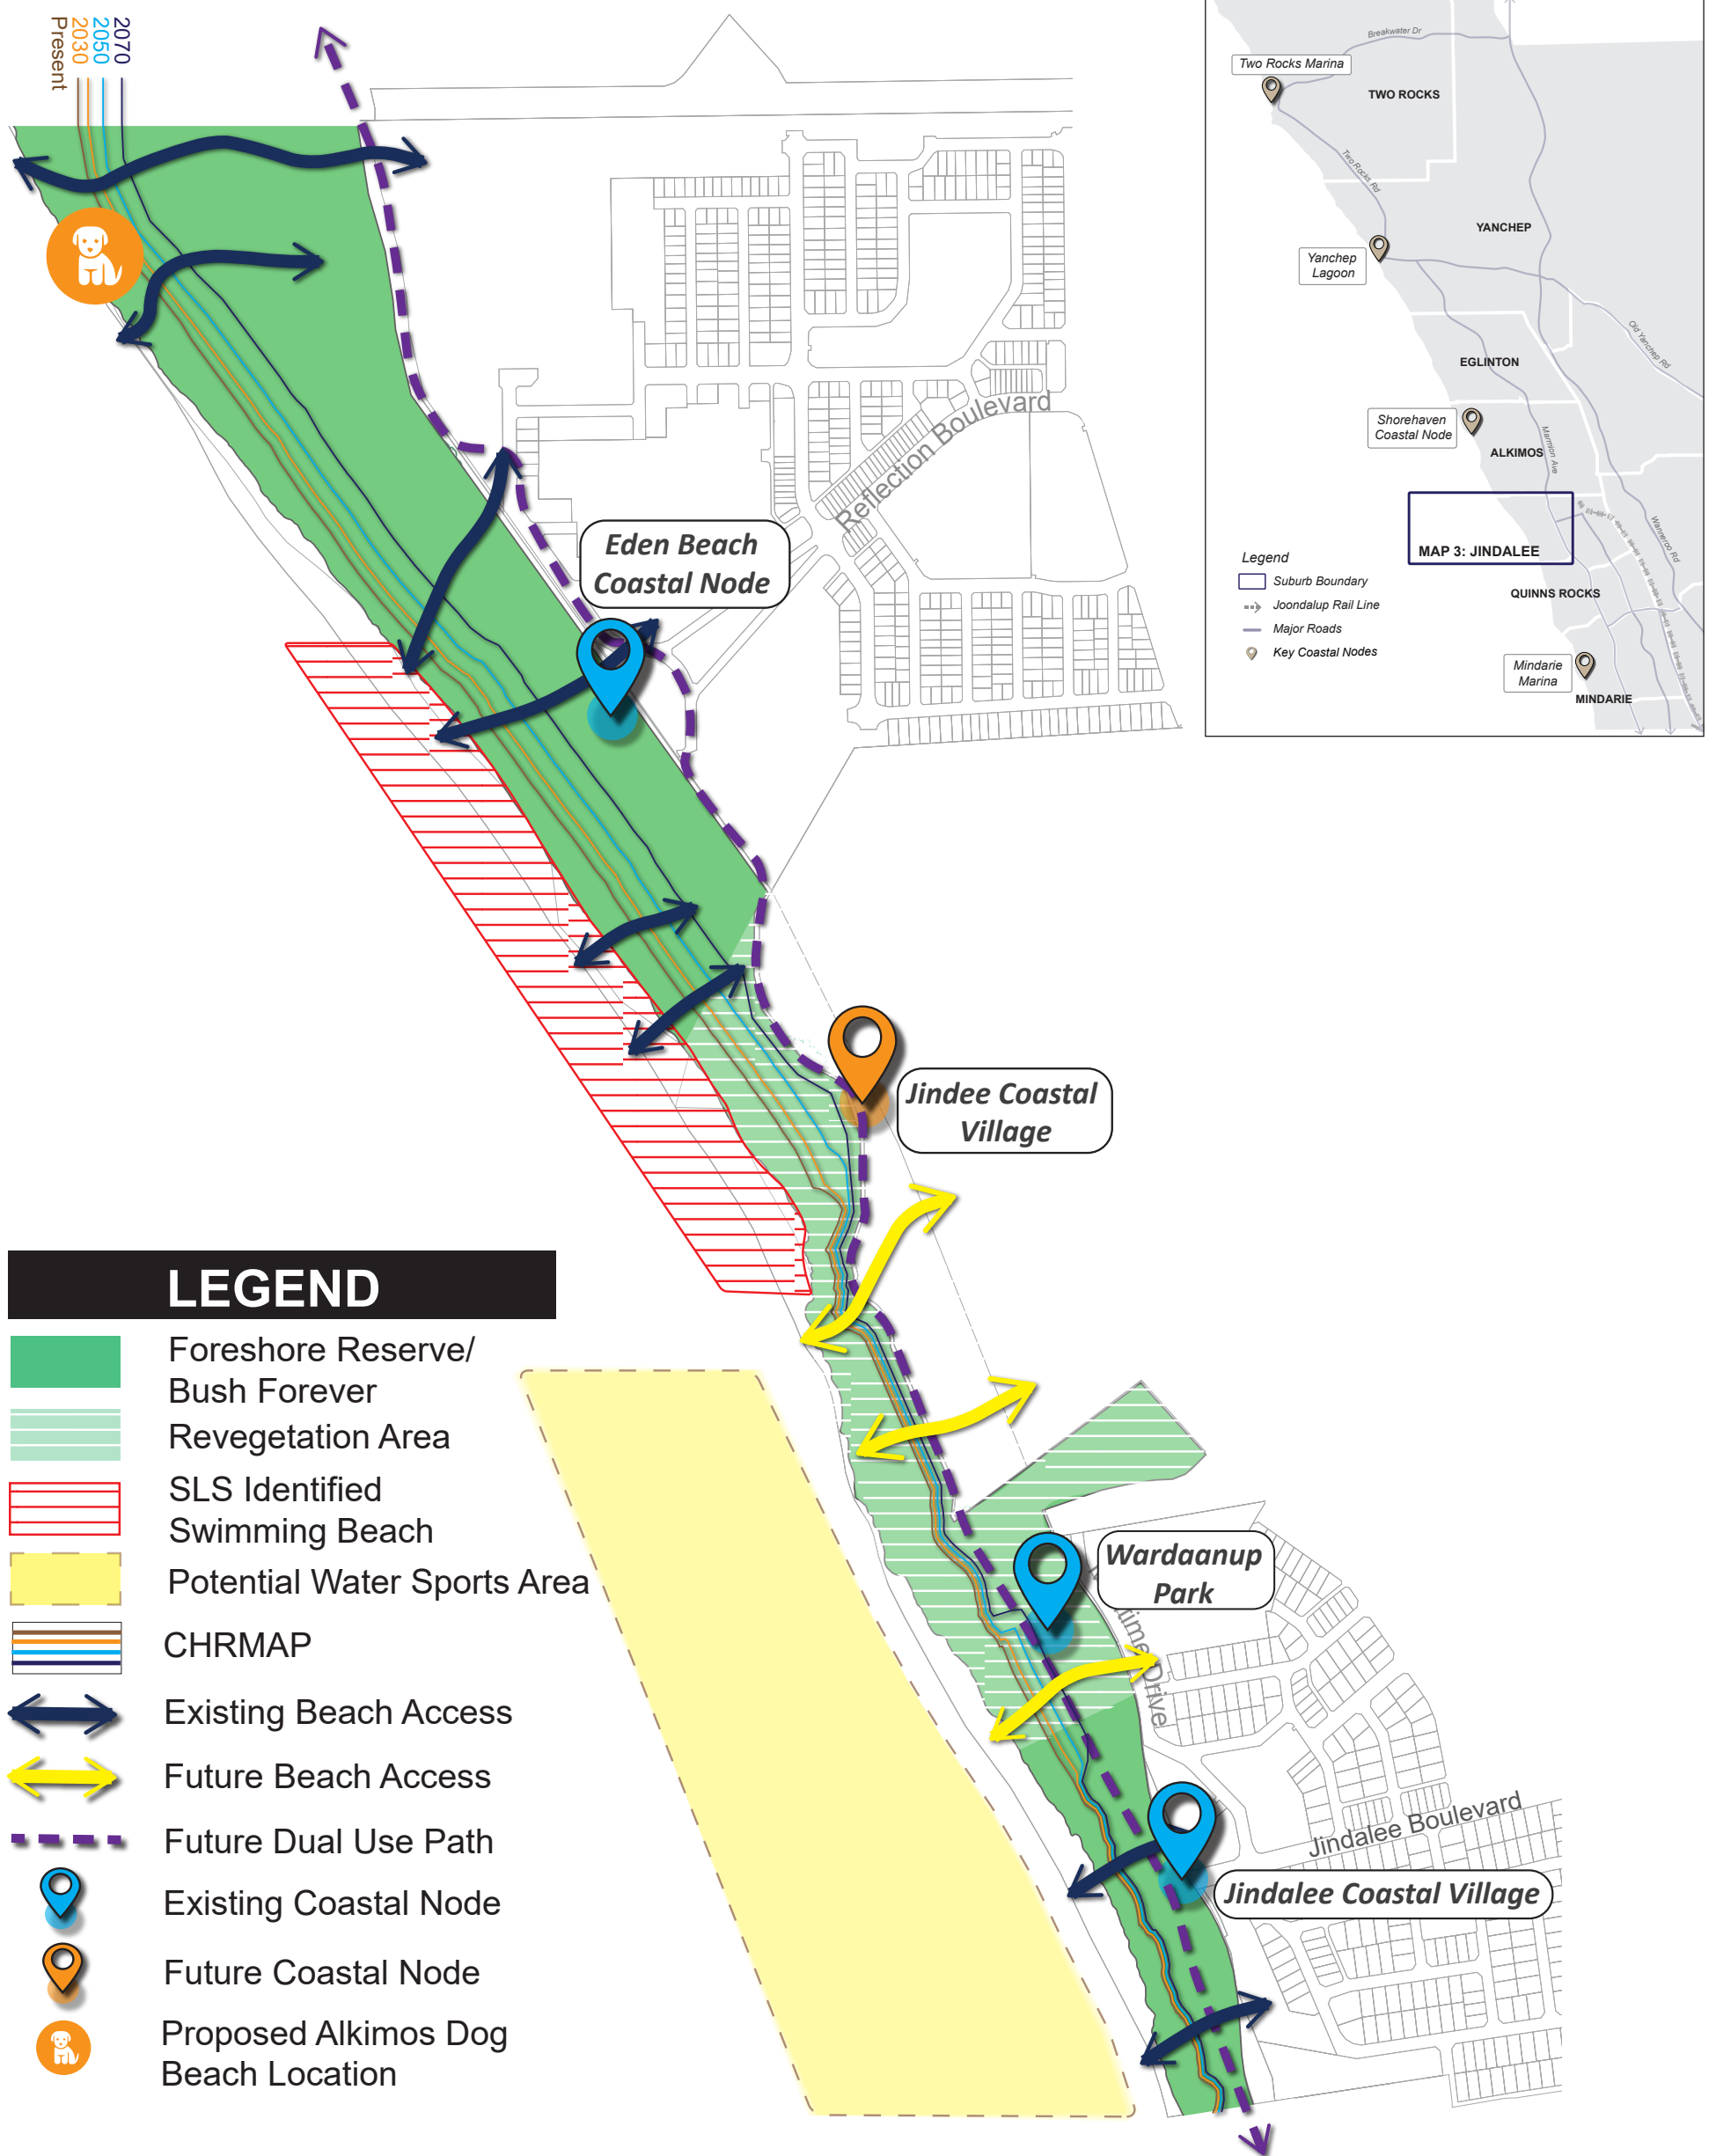 2070
2050
2030
Present
Reflection Boulevard
Eden Beach
Coastal Node
Jindee Coastal
Village
Wardaanup
Park
Drive
Jindalee Boulevard
Jindalee Coastal Village
LEGEND
Foreshore Reserve/
Bush Forever
Revegetation Area
SLS Identified
Swimming Beach
Potential Water Sports Area
CHRMAP
Existing Beach Access
Future Beach Access
Future Dual Use Path
Existing Coastal Node
Future Coastal Node
Proposed Alkimos Dog
Beach Location
Breakwater Dr
Two Rocks Marina
TWO ROCKS
Two Rocks Rd
YANCHEP
Yanchep
Lagoon
Old Yanchep Rd
EGLINTON
Shorehaven
Coastal Node
Marmion Ave
ALKIMOS
Wanneroo Rd
MAP 3: JINDALEE
QUINNS ROCKS
Mindarie
Marina
MINDARIE
Legend
Suburb Boundary
Joondalup Rail Line
Major Roads
Key Coastal Nodes